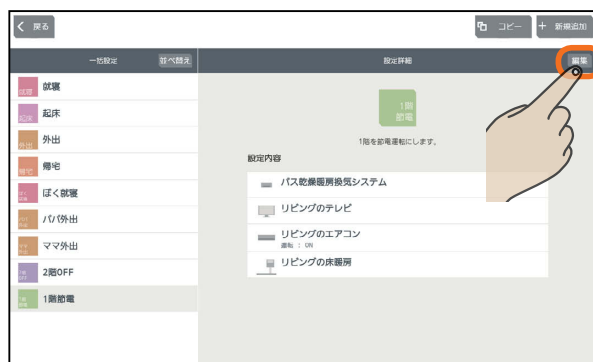 戻る
コピー
+ 新規追加
一括設定
並べ替え
設定詳細
編集
就寝
就寝
起床
起床
外出
外出
帰宅
帰宅
ぼく就寝
パパ外出
ママ外出
2階OFF
1階節電
1階
節電
1階を節電運転にします。
設定内容
バス乾燥暖房換気システム
リビングのテレビ
リビングのエアコン
運転 : ON
リビングの床暖房